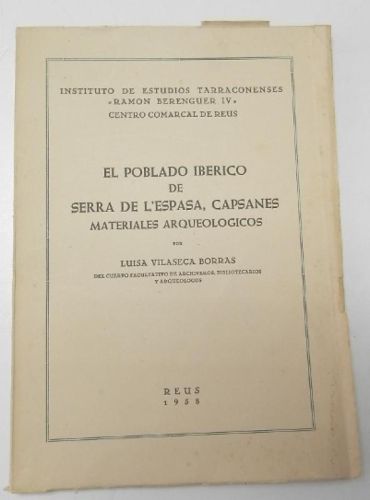 INSTITUTO DE ESTUDIOS TARRACONENSES
«RAMON BERENGUER IV»
CENTRO COMARCAL DE REUS
EL POBLADO IBERICO
DE
SERRA DE L'ESPASA, CAPSANES
MATERIALES ARQUEOLOGICOS
POR
LUISA VILASECA BORRAS
DEL CUERPO FACULTATIVO DE ARCHIVEROS, BIBLIOTECARIOS
Y ARQUEOLOGOS
REUS
1958